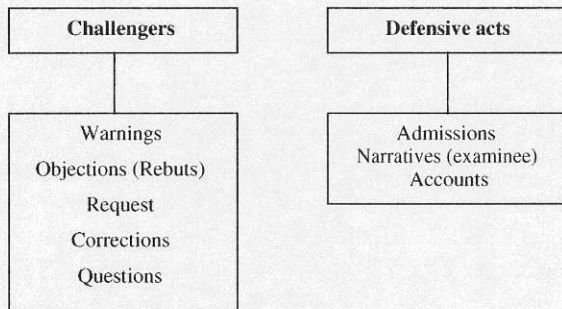 Challengers
Warnings
Objections (Rebuts)
Request
Corrections
Questions
Defensive acts
Admissions
Narratives (examinee)
Accounts